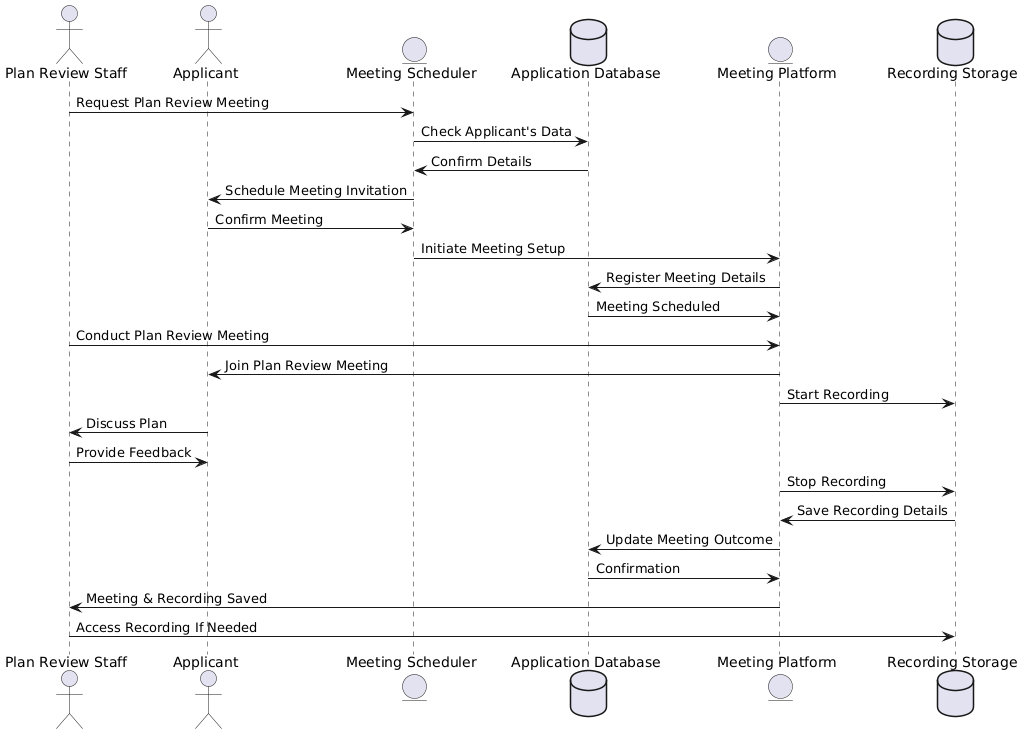 Plan Review Staff
Applicant
Meeting Scheduler
Application Database
Meeting Platform
Recording Storage
Request Plan Review Meeting
Check Applicant's Data
Confirm Details
Schedule Meeting Invitation
Confirm Meeting
Initiate Meeting Setup
Register Meeting Details
Meeting Scheduled
Conduct Plan Review Meeting
Join Plan Review Meeting
Start Recording
Discuss Plan
Provide Feedback
Stop Recording
Save Recording Details
Update Meeting Outcome
Confirmation
Meeting & Recording Saved
Access Recording If Needed
Plan Review Staff
Applicant
Meeting Scheduler
Application Database
Meeting Platform
Recording Storage